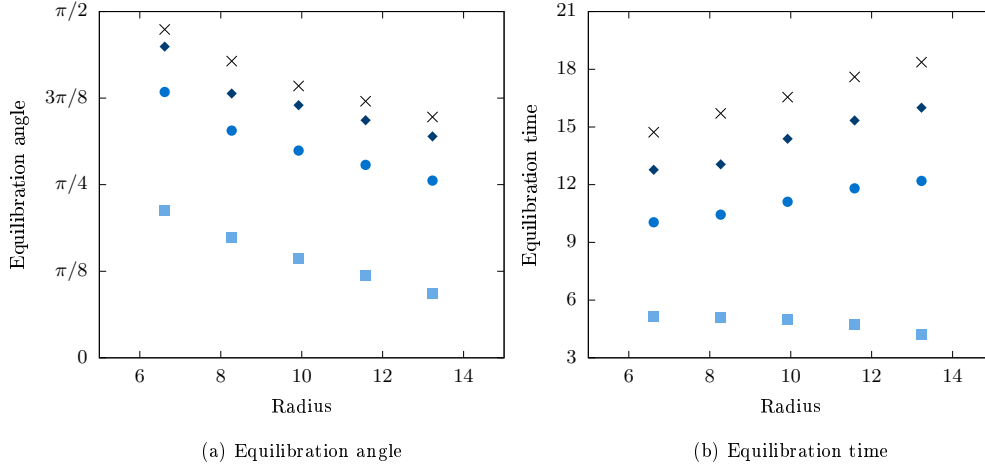 π/2
3π/8
π/4
π/8
0
Equilibration angle
6
8
10
12
14
Radius
(a) Equilibration angle
21
18
15
12
9
6
3
Equilibration time
6
8
10
12
14
Radius
(b) Equilibration time